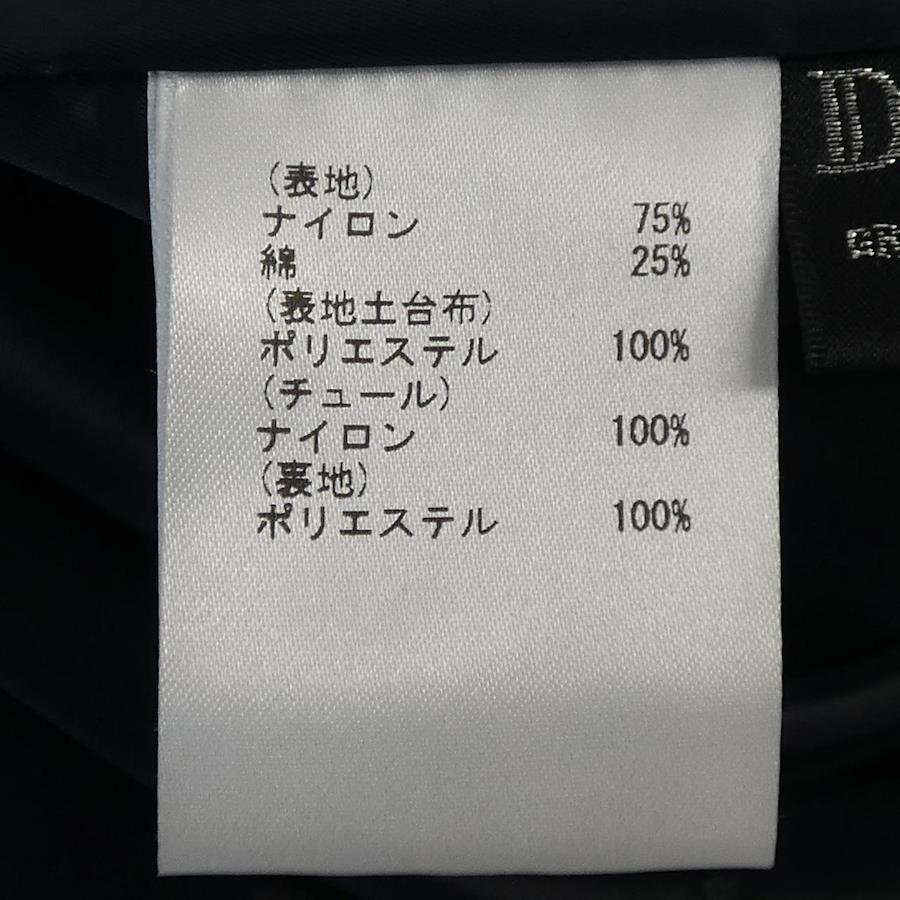 (表地)
ナイロン 75%
綿 25%
(表地土台布)
ポリエステル 100%
(チュール)
ナイロン 100%
(裏地)
ポリエステル 100%
D